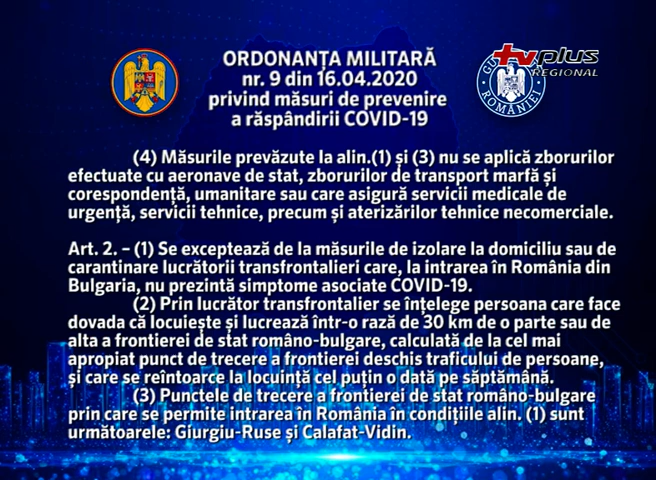 ORDONANȚA MILITARĂ
nr. 9 din 16.04.2020
privind măsuri de prevenire
a răspândirii COVID-19
tv plus
REGIONAL
GU
ROMÂNIEI
(4) Măsurile prevăzute la alin.(1) și (3) nu se aplică zborurilor
efectuate cu aeronave de stat, zborurilor de transport marfă și
corespondență, umanitare sau care asigură servicii medicale de
urgență, servicii tehnice, precum și aterizărilor tehnice necomerciale.
Art. 2. – (1) Se exceptează de la măsurile de izolare la domiciliu sau de
carantinare lucrătorii transfrontalieri care, la intrarea în România din
Bulgaria, nu prezintă simptome asociate COVID-19.
(2) Prin lucrător transfrontalier se înțelege persoana care face
dovada că locuiește și lucrează într-o rază de 30 km de o parte sau de
alta a frontierei de stat româno-bulgare, calculată de la cel mai
apropiat punct de trecere a frontierei deschis traficului de persoane,
și care se reîntoarce la locuință cel puțin o dată pe săptămână.
(3) Punctele de trecere a frontierei de stat româno-bulgare
prin care se permite intrarea în România în condițiile alin. (1) sunt
următoarele: Giurgiu-Ruse și Calafat-Vidin.